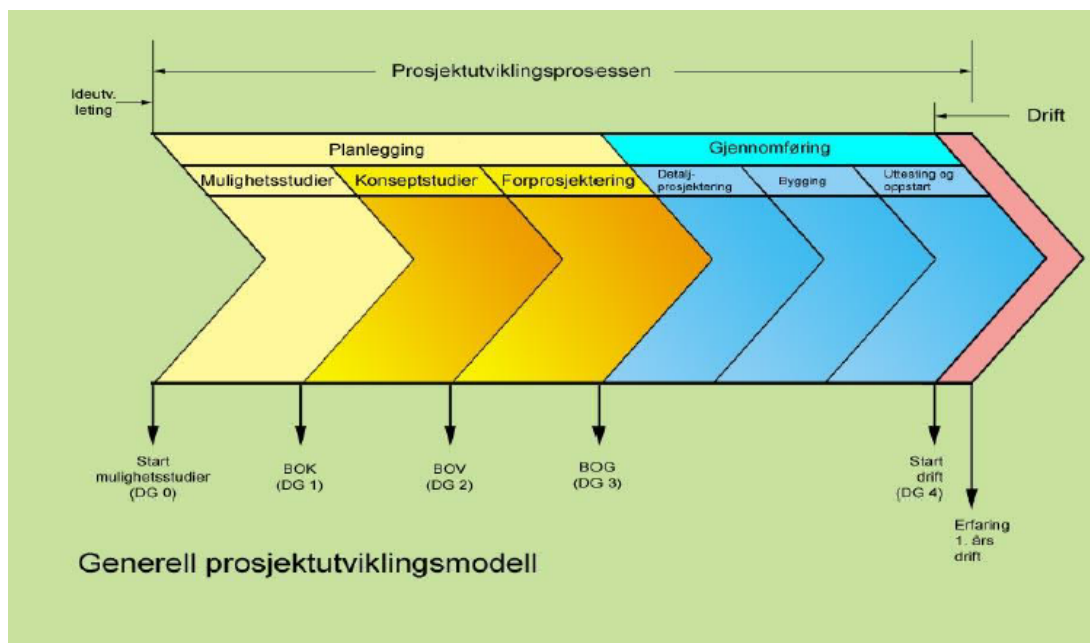 Prosjektutviklingsprosessen
Ideutv.
leting
Drift
Planlegging
Gjennomføring
Mulighetsstudier
Konseptstudier
Forprosjektering
Detalj-
prosjektering
Bygging
Uttesting og
oppstart
Start
mulighetsstudier
(DG 0)
BOK
(DG 1)
BOV
(DG 2)
BOG
(DG 3)
Start
drift
(DG 4)
Erfaring
1. års
drift
Generell prosjektutviklingsmodell